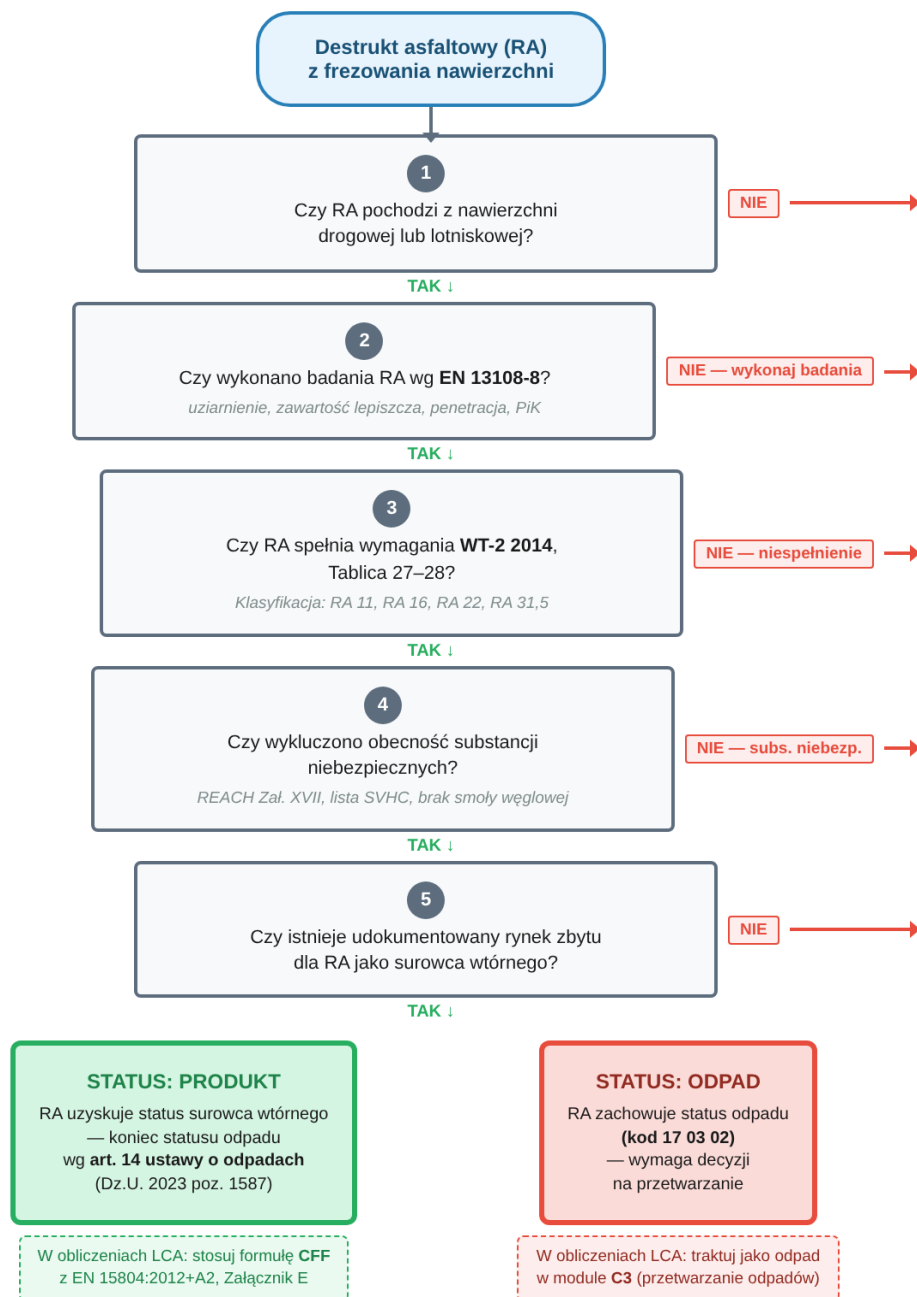 Destrukt asfaltowy (RA)
z frezowania nawierzchni
1
Czy RA pochodzi z nawierzchni
drogowej lub lotniskowej?
NIE
TAK ↓
2
Czy wykonano badania RA wg EN 13108-8?
uziarnienie, zawartość lepiszcza, penetracja, PiK
NIE — wykonaj badania
TAK ↓
3
Czy RA spełnia wymagania WT-2 2014,
Tablica 27–28?
Klasyfikacja: RA 11, RA 16, RA 22, RA 31,5
NIE — niespełnienie
TAK ↓
4
Czy wykluczono obecność substancji
niebezpiecznych?
REACH Zał. XVII, lista SVHC, brak smoły węglowej
NIE — subs. niebezp.
TAK ↓
5
Czy istnieje udokumentowany rynek zbytu
dla RA jako surowca wtórnego?
NIE
TAK ↓
STATUS: PRODUKT
RA uzyskuje status surowca wtórnego
— koniec statusu odpadu
wg art. 14 ustawy o odpadach
(Dz.U. 2023 poz. 1587)
W obliczeniach LCA: stosuj formułę CFF
z EN 15804:2012+A2, Załącznik E
STATUS: ODPAD
RA zachowuje status odpadu
(kod 17 03 02)
— wymaga decyzji
na przetwarzanie
W obliczeniach LCA: traktuj jako odpad
w module C3 (przetwarzanie odpadów)